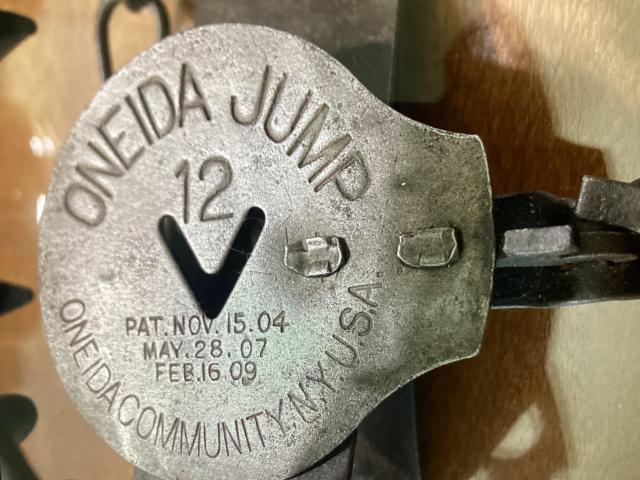 ONEIDA JUMP
12
PAT. NOV. 15. 04
MAY. 28. 07
FEB. 16 09
ONEIDA COMMUNITY. N.Y. U.S.A.